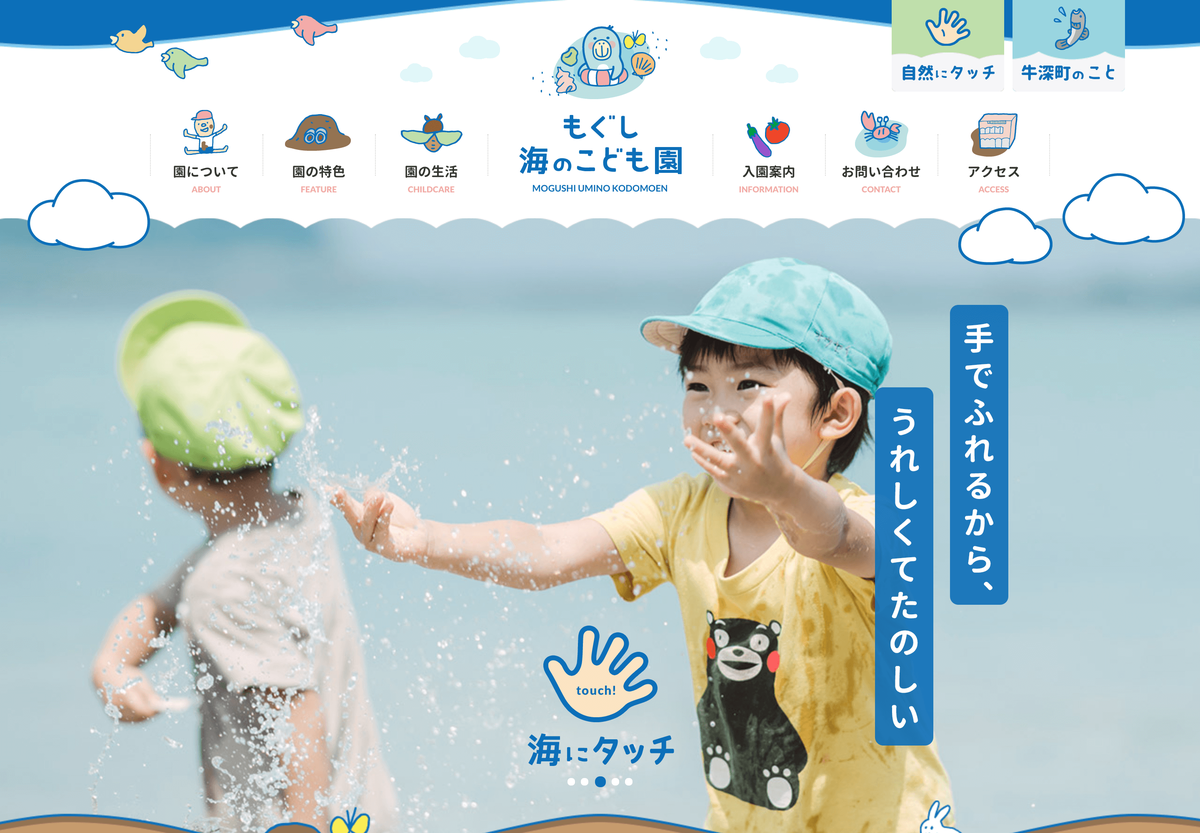 自然にタッチ
牛深町のこと
もぐし
海のこども園
MOGUSHI UMINO KODOMOEN
園について
ABOUT
園の特色
FEATURE
園の生活
CHILDCARE
入園案内
INFORMATION
お問い合わせ
CONTACT
アクセス
ACCESS
手でふれるから、
うれしくてたのしい
touch!
海にタッチ